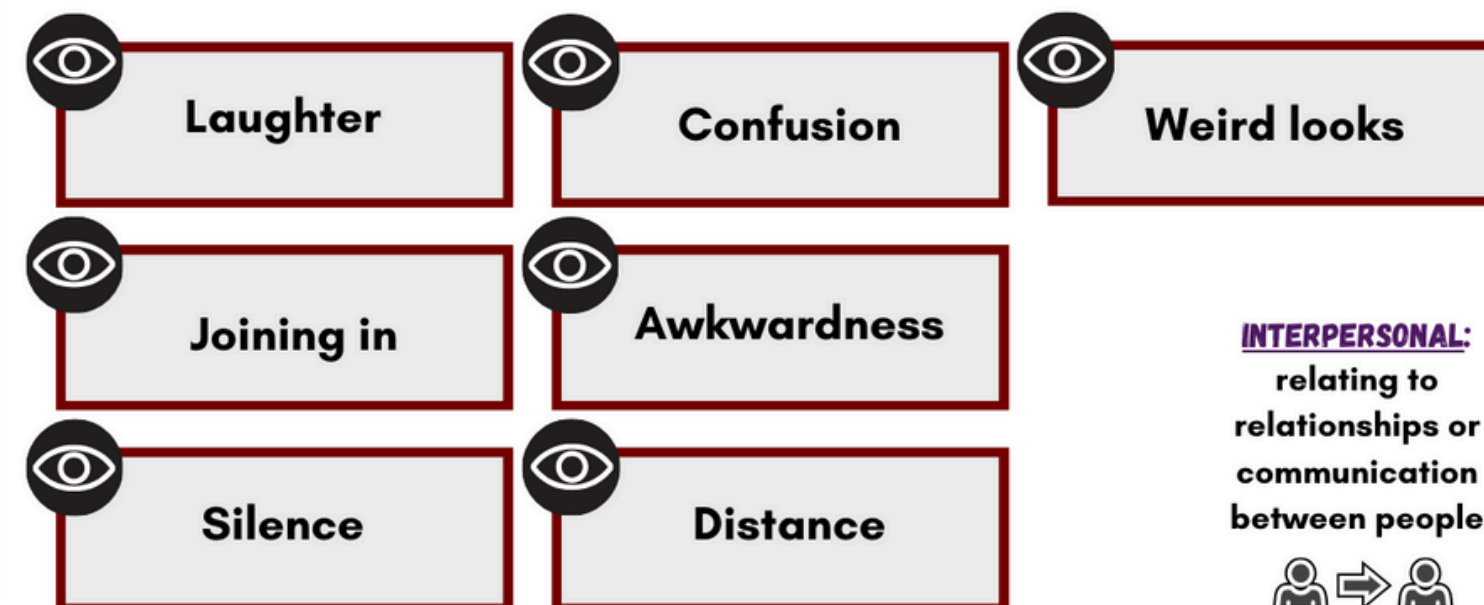 Laughter
Confusion
Weird looks
Joining in
Awkwardness
Silence
Distance
INTERPERSONAL:
relating to
relationships or
communication
between people